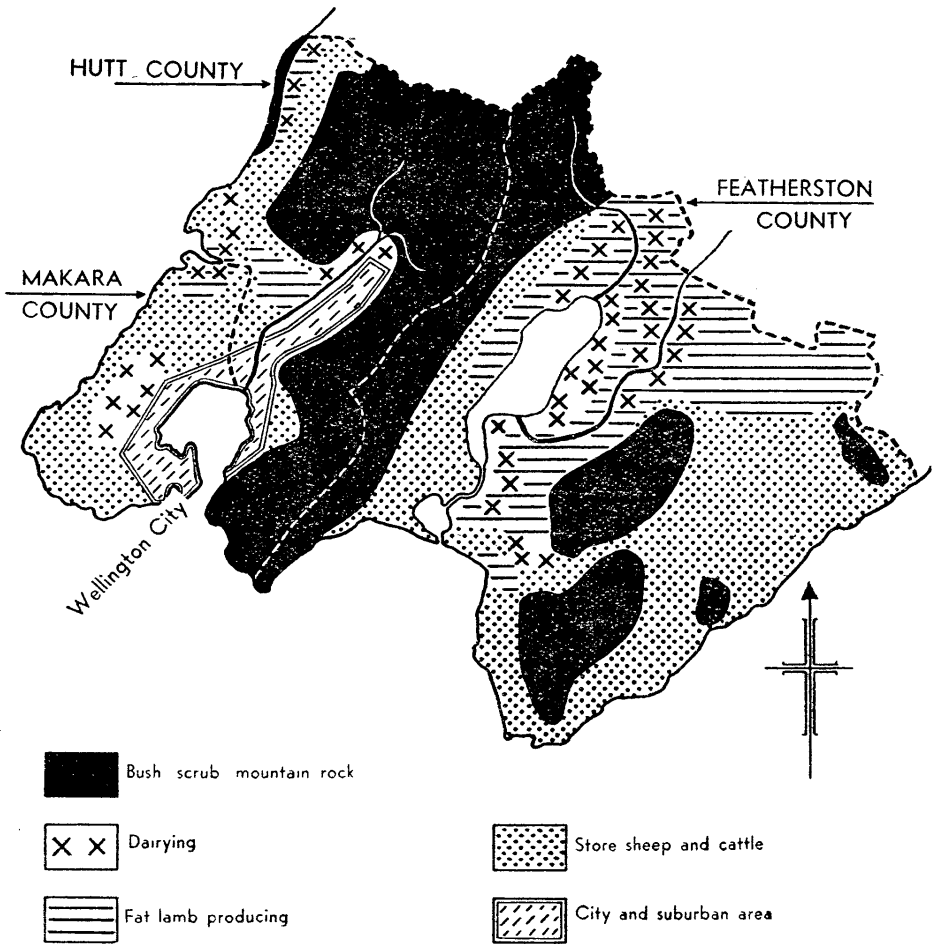 HUTT COUNTY
FEATHERSTON
COUNTY
MAKARA
COUNTY
Wellington City
Bush scrub mountain rock
Dairying
Store sheep and cattle
Fat lamb producing
City and suburban area